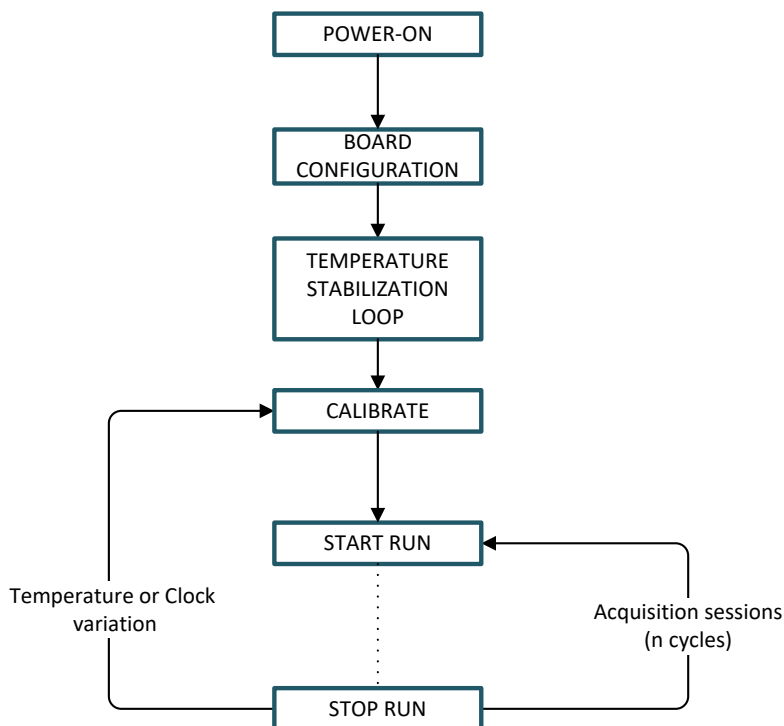 POWER-ON
BOARD
CONFIGURATION
TEMPERATURE
STABILIZATION
LOOP
CALIBRATE
START RUN
Temperature or Clock
variation
Acquisition sessions
(n cycles)
STOP RUN